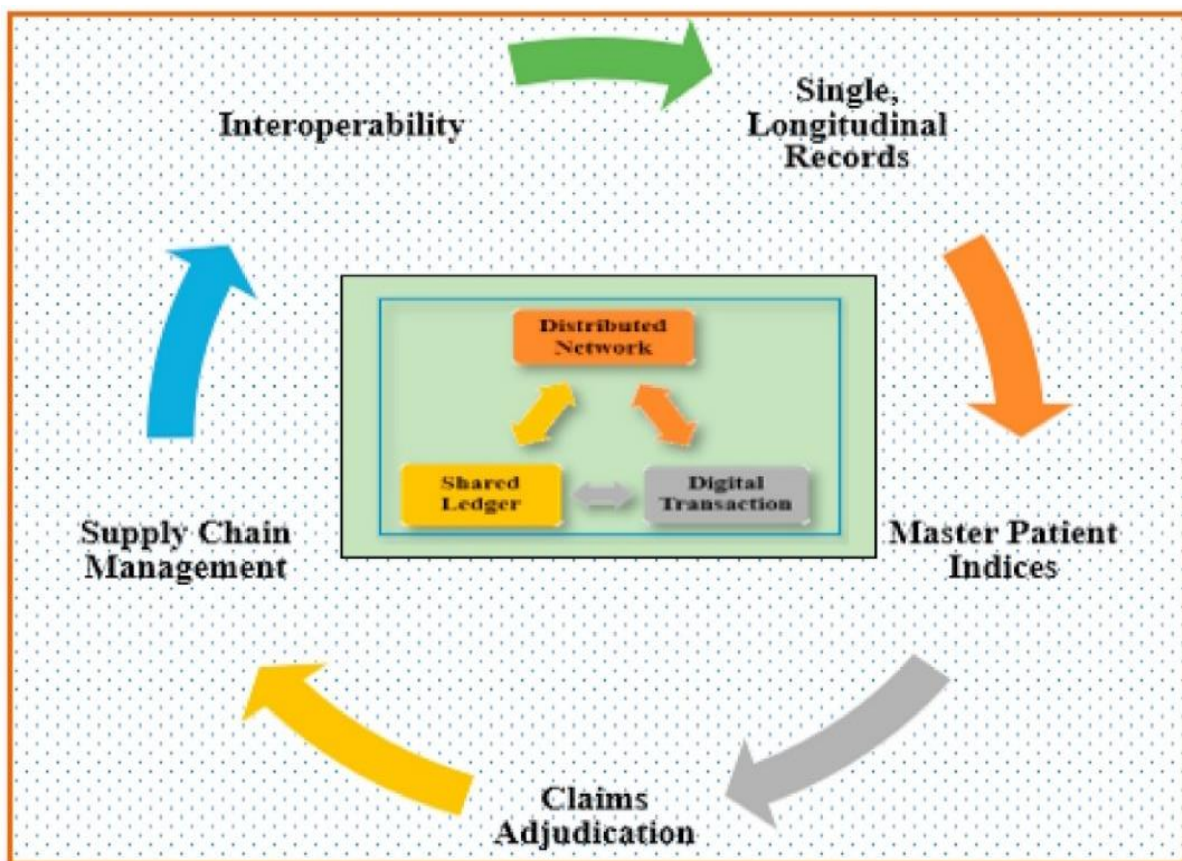 Interoperability
Single,
Longitudinal
Records
Distributed
Network
Shared
Ledger
Digital
Transaction
Supply Chain
Management
Master Patient
Indices
Claims
Adjudication